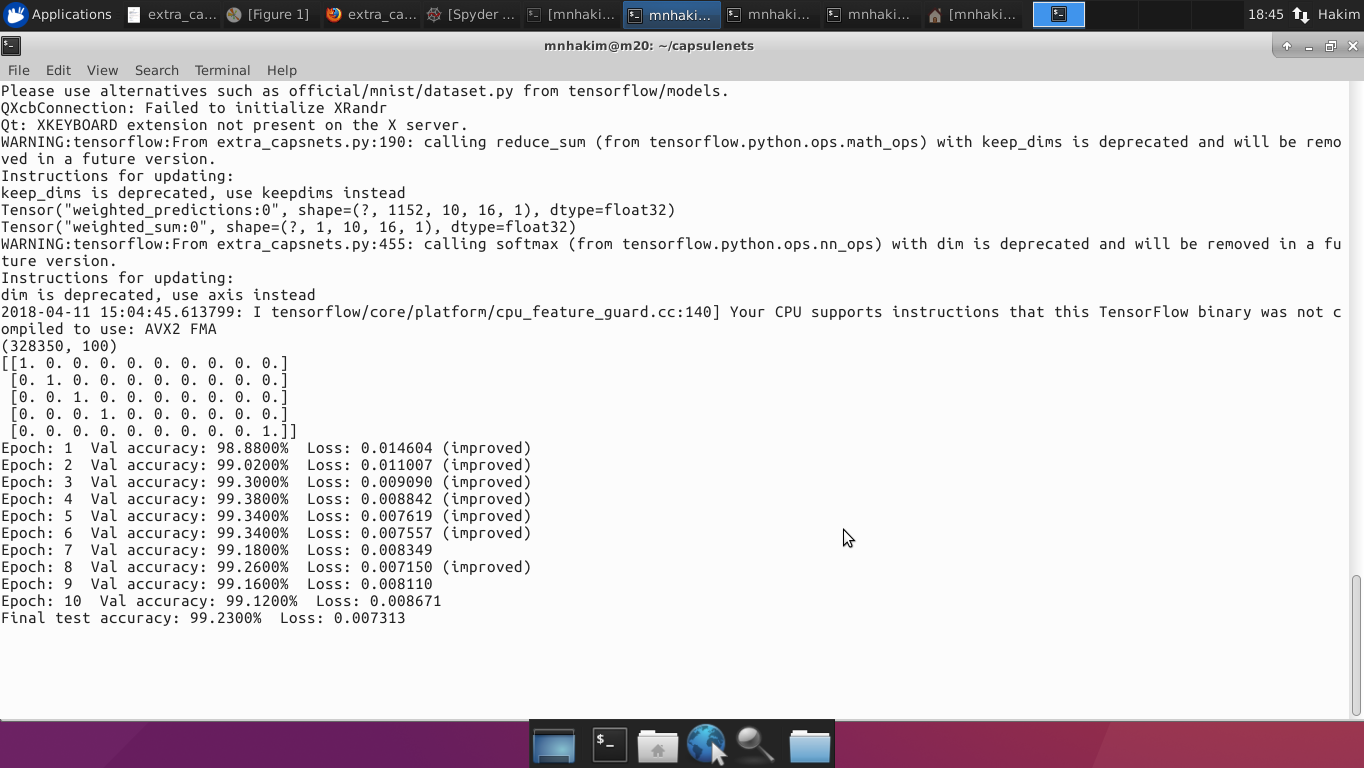 Applications extra_ca... [Figure 1] extra_ca... [Spyder ... [mnhaki... mnhaki... mnhaki... mnhaki... [mnhaki... 18:45 Hakim
mnhakim@m20: ~/capsulenets
File Edit View Search Terminal Help
Please use alternatives such as official/mnist/dataset.py from tensorflow/models.
QXcbConnection: Failed to initialize XRandr
Qt: XKEYBOARD extension not present on the X server.
WARNING:tensorflow:From extra_capsnets.py:190: calling reduce_sum (from tensorflow.python.ops.math_ops) with keep_dims is deprecated and will be remo
ved in a future version.
Instructions for updating:
keep_dims is deprecated, use keepdims instead
Tensor("weighted_predictions:0", shape=(?, 1152, 10, 16, 1), dtype=float32)
Tensor("weighted_sum:0", shape=(?, 1, 10, 16, 1), dtype=float32)
WARNING:tensorflow:From extra_capsnets.py:455: calling softmax (from tensorflow.python.ops.nn_ops) with dim is deprecated and will be removed in a fu
ture version.
Instructions for updating:
dim is deprecated, use axis instead
2018-04-11 15:04:45.613799: I tensorflow/core/platform/cpu_feature_guard.cc:140] Your CPU supports instructions that this TensorFlow binary was not c
ompiled to use: AVX2 FMA
(328350, 100)
[[1. 0. 0. 0. 0. 0. 0. 0. 0. 0.]
 [0. 1. 0. 0. 0. 0. 0. 0. 0. 0.]
 [0. 0. 1. 0. 0. 0. 0. 0. 0. 0.]
 [0. 0. 0. 1. 0. 0. 0. 0. 0. 0.]
 [0. 0. 0. 0. 0. 0. 0. 0. 0. 1.]]
Epoch: 1  Val accuracy: 98.8800%  Loss: 0.014604 (improved)
Epoch: 2  Val accuracy: 99.0200%  Loss: 0.011007 (improved)
Epoch: 3  Val accuracy: 99.3000%  Loss: 0.009090 (improved)
Epoch: 4  Val accuracy: 99.3800%  Loss: 0.008842 (improved)
Epoch: 5  Val accuracy: 99.3400%  Loss: 0.007619 (improved)
Epoch: 6  Val accuracy: 99.3400%  Loss: 0.007557 (improved)
Epoch: 7  Val accuracy: 99.1800%  Loss: 0.008349
Epoch: 8  Val accuracy: 99.2600%  Loss: 0.007150 (improved)
Epoch: 9  Val accuracy: 99.1600%  Loss: 0.008110
Epoch: 10  Val accuracy: 99.1200%  Loss: 0.008671
Final test accuracy: 99.2300%  Loss: 0.007313